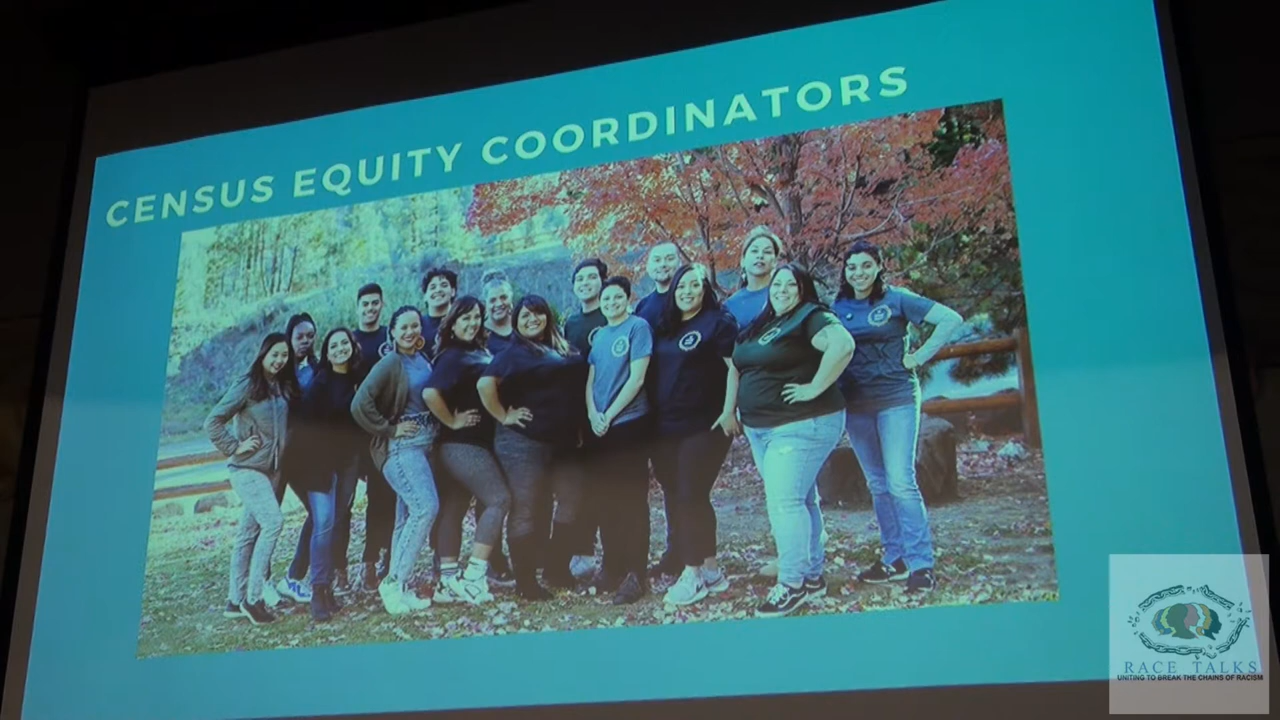 CENSUS EQUITY COORDINATORS
RACE TALKS
UNITING TO BREAK THE CHAINS OF RACISM